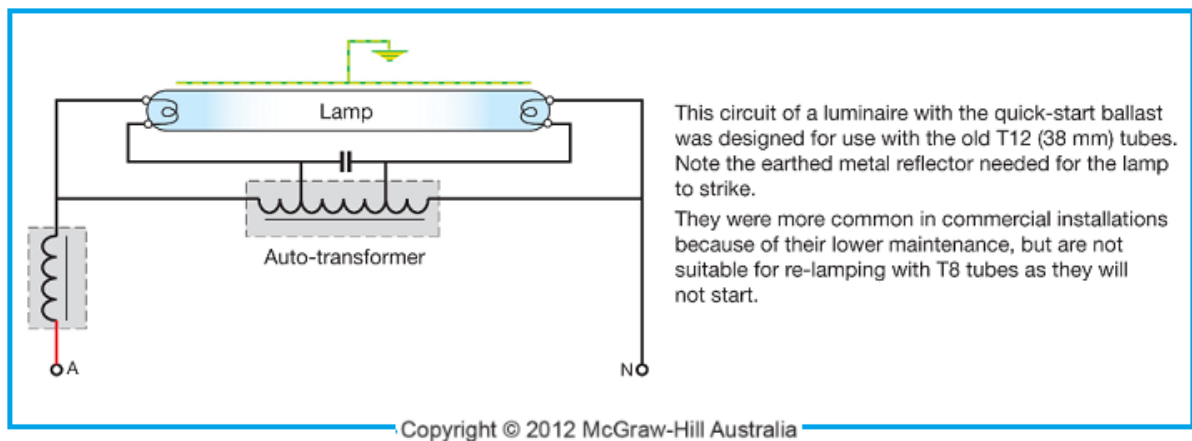 Lamp
Auto-transformer
A
N
This circuit of a luminaire with the quick-start ballast
was designed for use with the old T12 (38 mm) tubes.
Note the earthed metal reflector needed for the lamp
to strike.
They were more common in commercial installations
because of their lower maintenance, but are not
suitable for re-lamping with T8 tubes as they will
not start.
Copyright © 2012 McGraw-Hill Australia